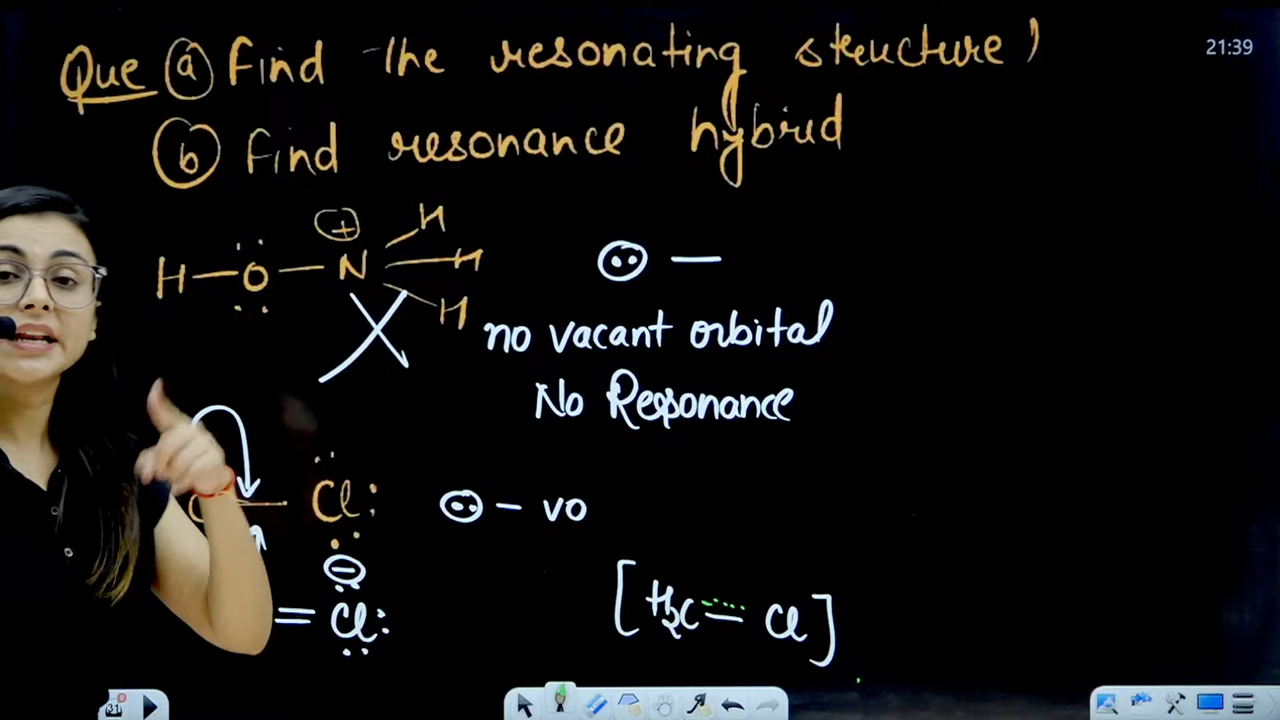 Que (a) Find the resonating structure)
21:39
(b) Find resonance hybrid
H–O–N
+
H
H
H
– 
no vacant orbital
No Resonance
Cl:
– VO
–
= Cl:
[H2C — Cl]